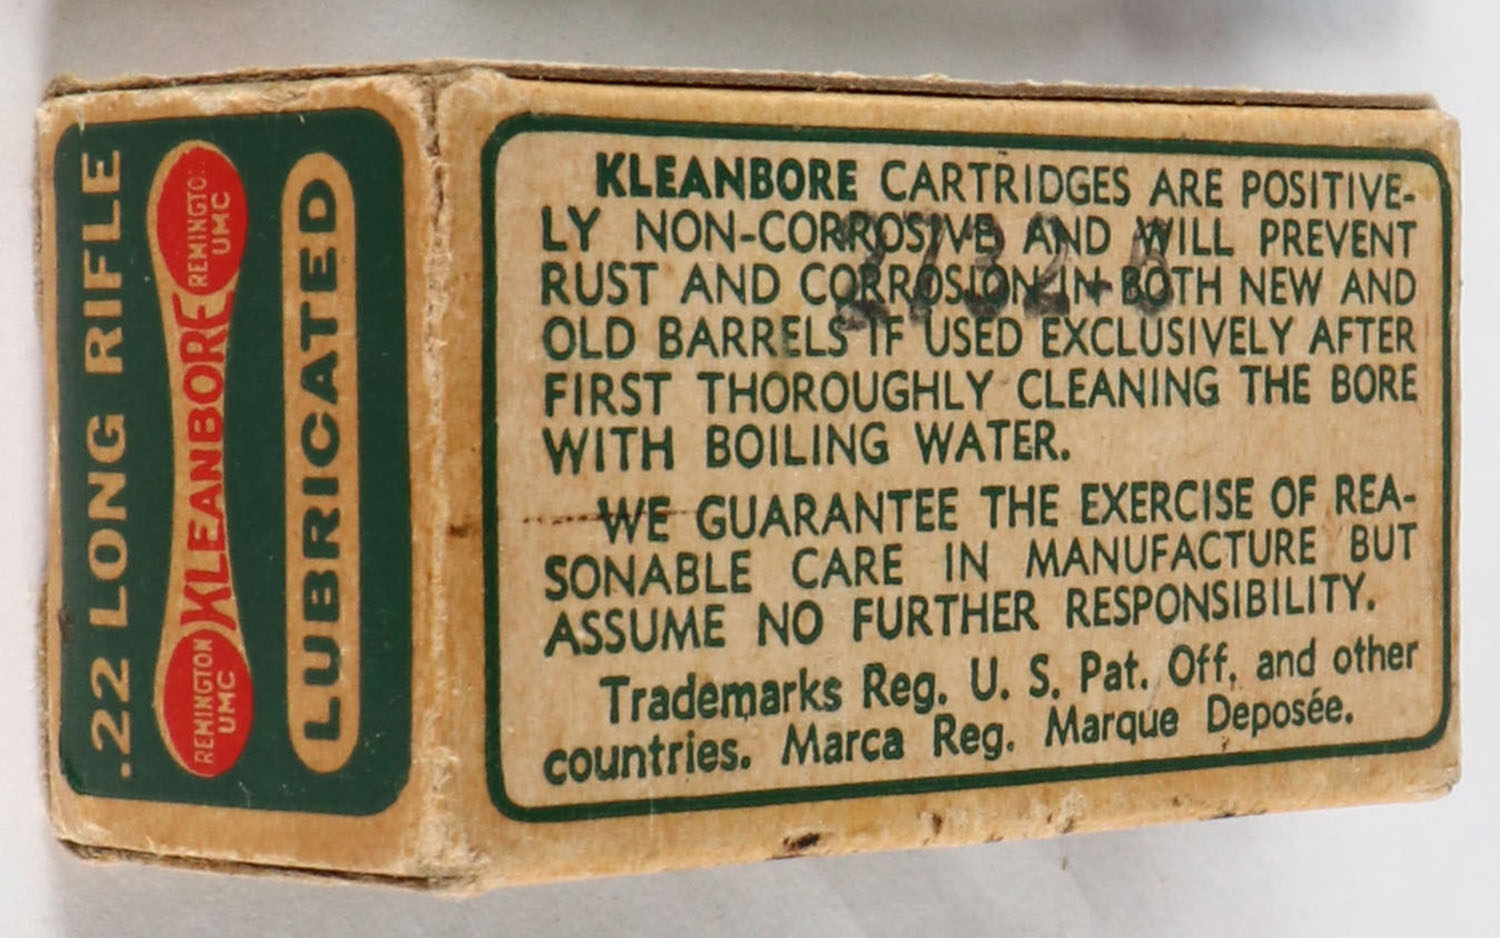 .22 LONG RIFLE
REMINGTON
UMC
KLEANBORE
UMC
LUBRICATED
KLEANBORE CARTRIDGES ARE POSITIVE-
LY NON-CORROSIVE AND WILL PREVENT
RUST AND CORROSION IN BOTH NEW AND
OLD BARRELS IF USED EXCLUSIVELY AFTER
FIRST THOROUGHLY CLEANING THE BORE
WITH BOILING WATER.
WE GUARANTEE THE EXERCISE OF REA-
SONABLE CARE IN MANUFACTURE BUT
ASSUME NO FURTHER RESPONSIBILITY.
Trademarks Reg. U. S. Pat. Off. and other
countries. Marca Reg. Marque Deposée.